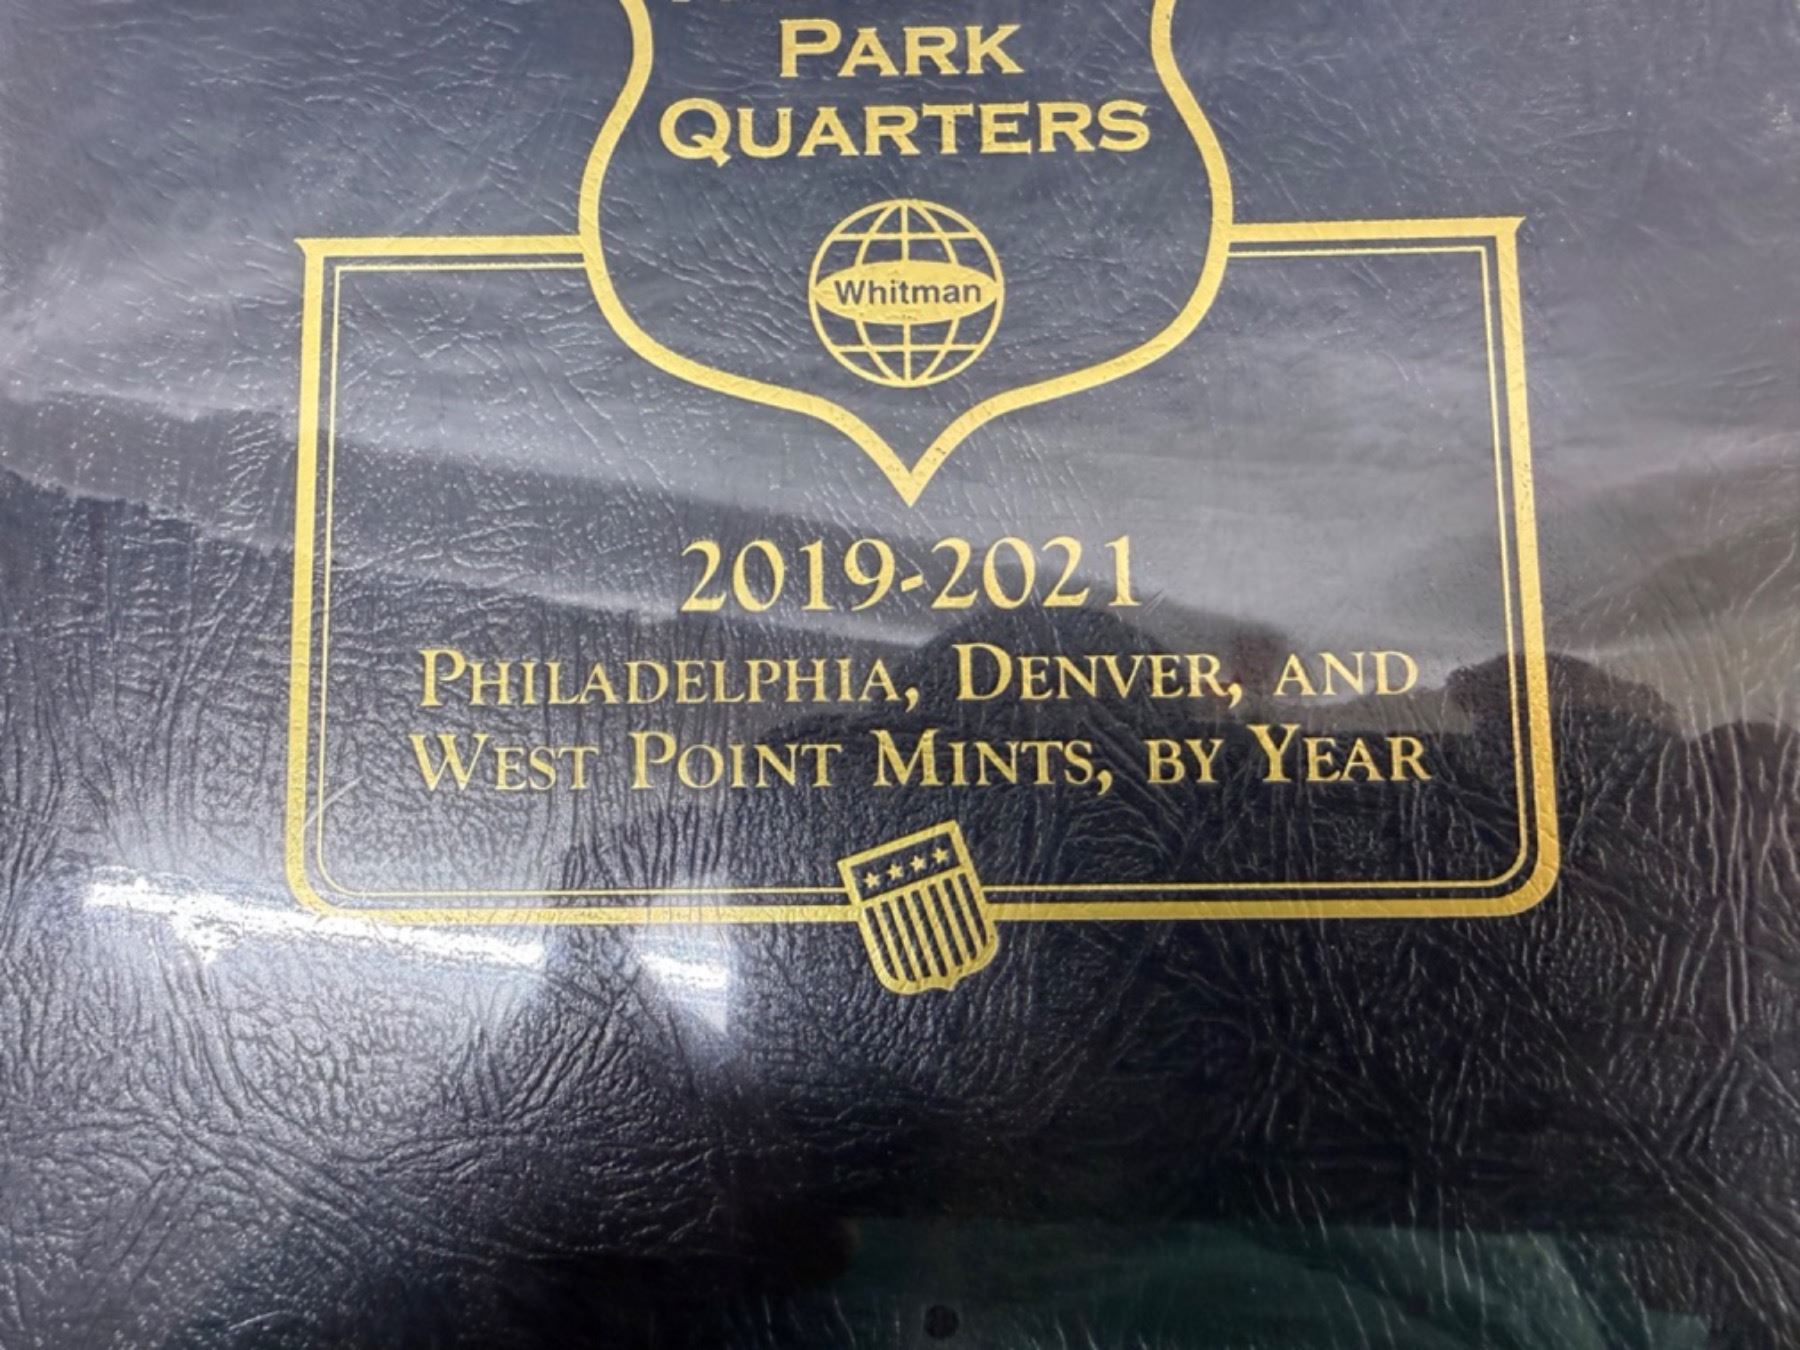 PARK
QUARTERS
Whitman
2019-2021
PHILADELPHIA, DENVER, AND
WEST POINT MINTS, BY YEAR